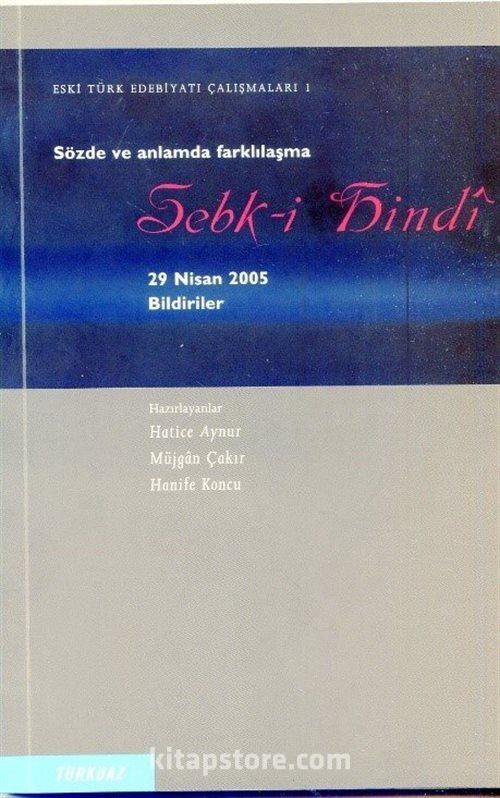 ESKİ TÜRK EDEBİYATI ÇALIŞMALARI 1
Sözde ve anlamda farklılaşma
Sebk-i Hindî
29 Nisan 2005
Bildiriler
Hazırlayanlar
Hatice Aynur
Müjgân Çakır
Hanife Koncu
TURKUAZ
kitapstore.com